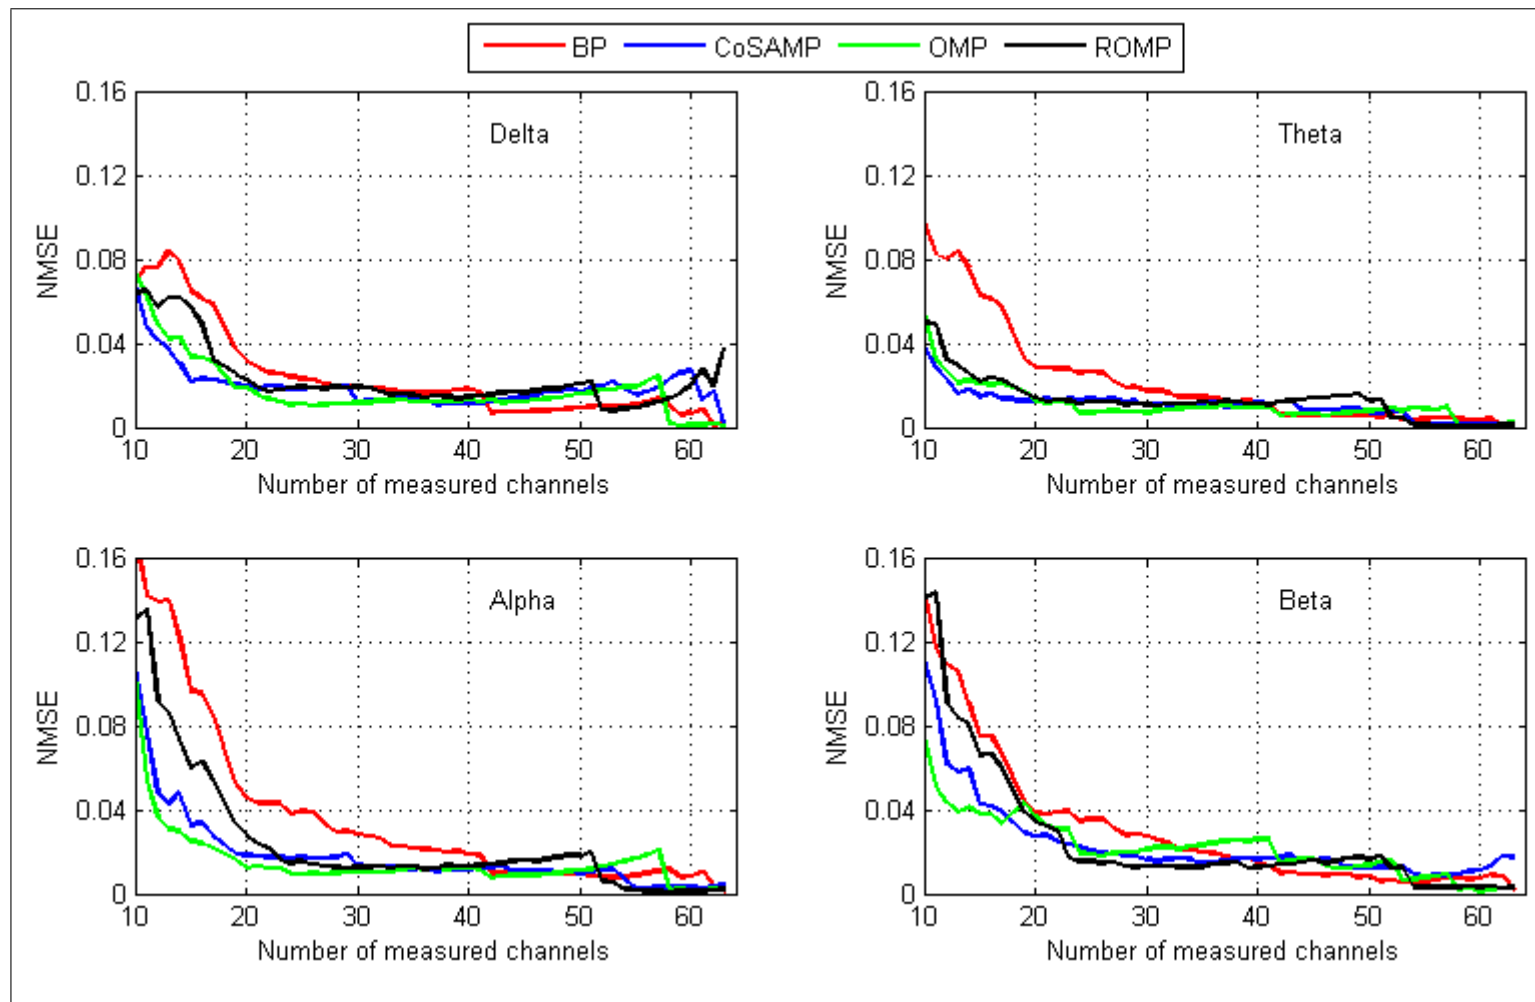 BP CoSAMP OMP ROMP
0.16
0.12
0.08
0.04
0
NMSE
Delta
10 20 30 40 50 60
Number of measured channels
0.16
0.12
0.08
0.04
0
NMSE
Theta
10 20 30 40 50 60
Number of measured channels
0.16
0.12
0.08
0.04
0
NMSE
Alpha
10 20 30 40 50 60
Number of measured channels
0.16
0.12
0.08
0.04
0
NMSE
Beta
10 20 30 40 50 60
Number of measured channels